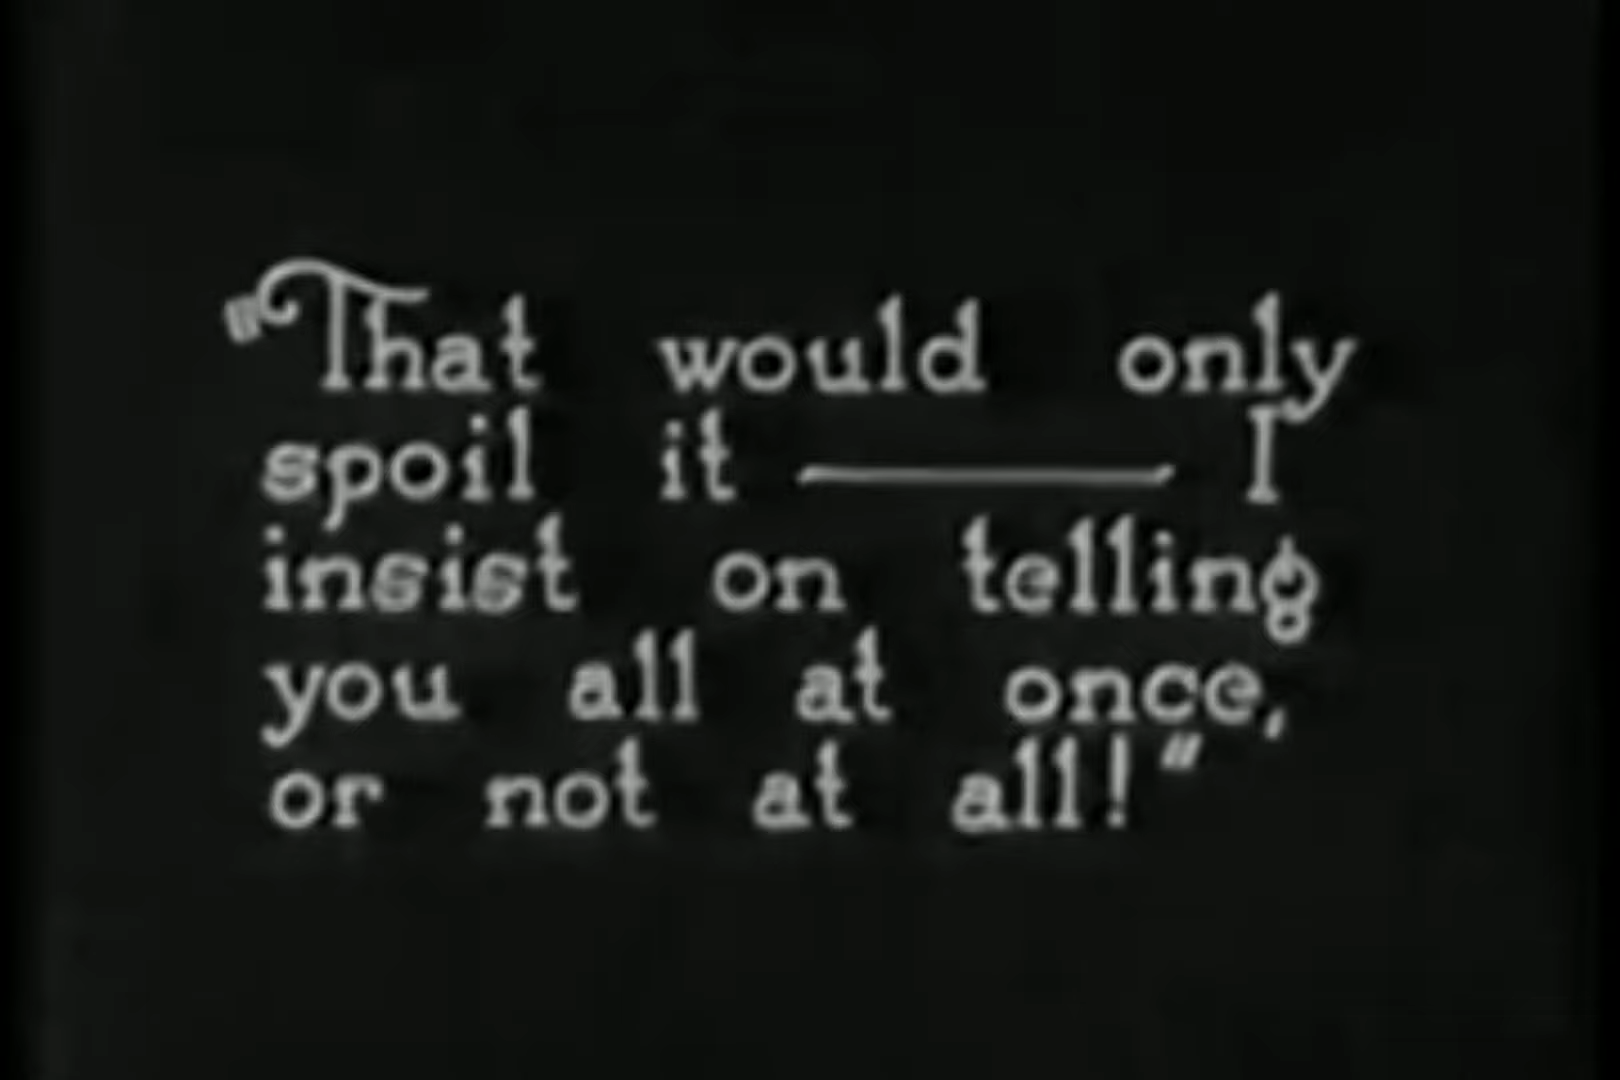 "That would only
spoil it — I
insist on telling
you all at once,
or not at all!"